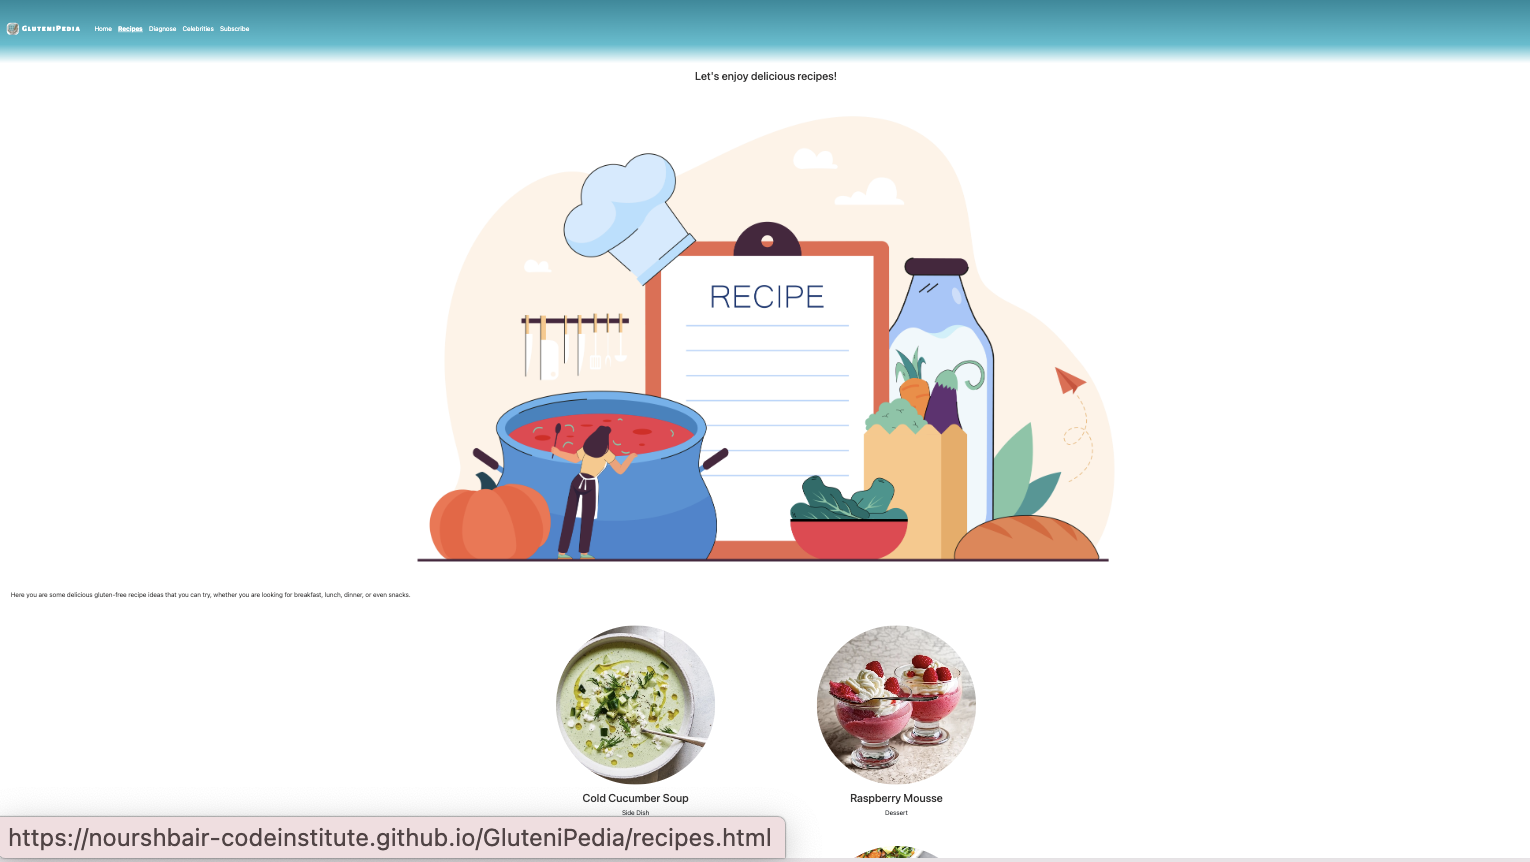 GLUTENIPEDIA Home Recipes Diagnose Celebrities Subscribe
Let's enjoy delicious recipes!
RECIPE
Here you are some delicious gluten-free recipe ideas that you can try, whether you are looking for breakfast, lunch, dinner, or even snacks.
Cold Cucumber Soup
Side Dish
Raspberry Mousse
Dessert
https://nourshbair-codeinstitute.github.io/GluteniPedia/recipes.html